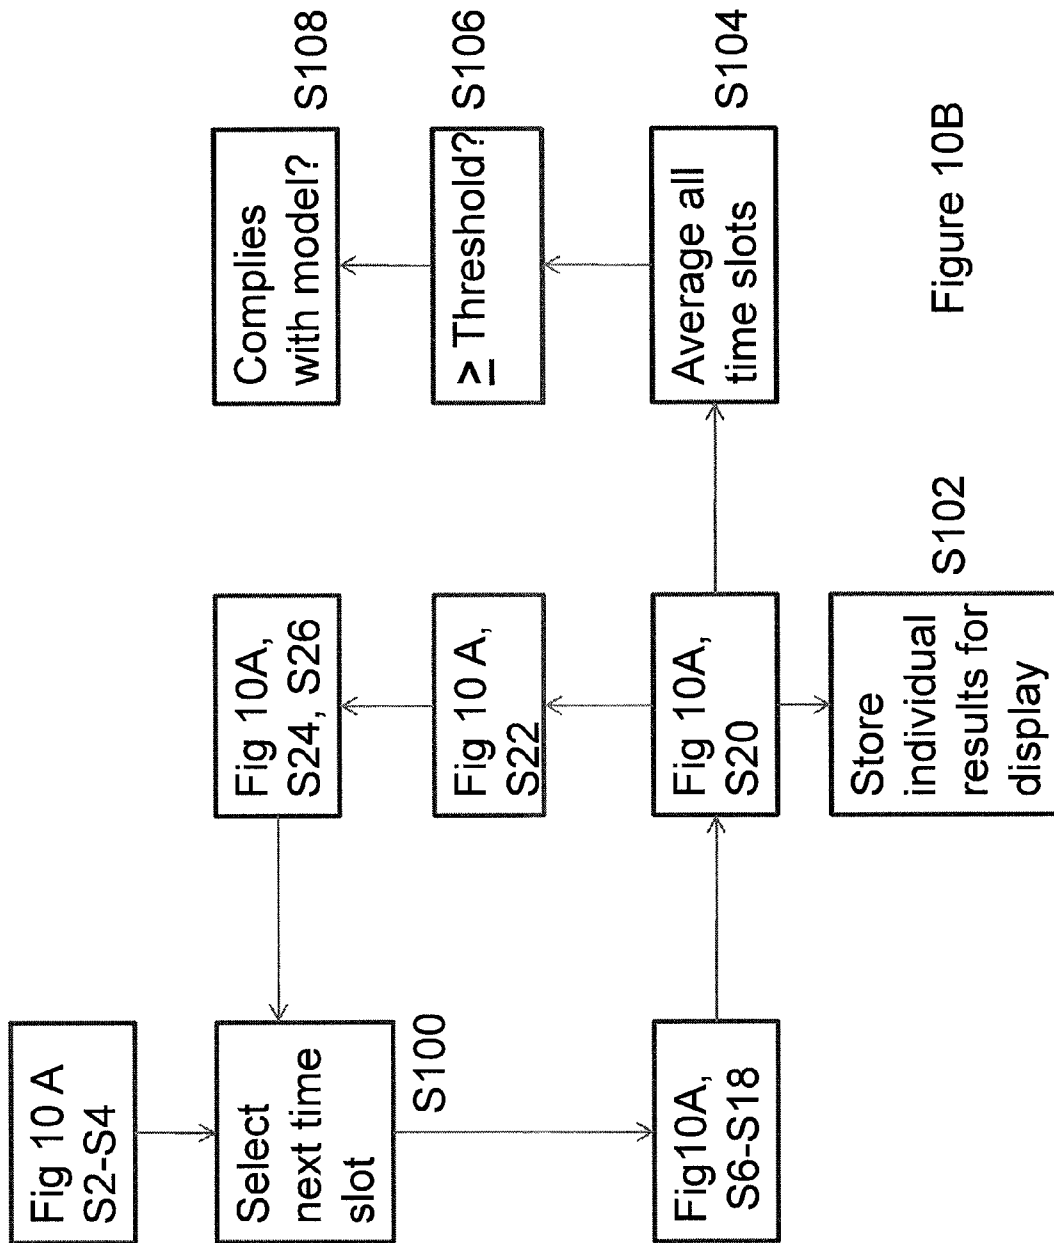 Fig 10 A
S2-S4
Select
next time
slot
S100
Fig10A,
S6-S18
Fig 10A,
S24, S26
Fig 10 A,
S22
Fig 10A,
S20
Store
individual
results for
display
S102
Complies
with model?
S108
≥ Threshold?
S106
Average all
time slots
S104
Figure 10B